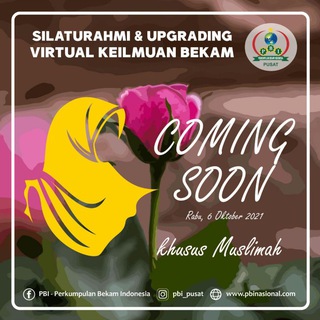 SILATURAHMI & UPGRADING
VIRTUAL KEILMUAN BEKAM
PBI
PUSAT
COMING
SOON
Rabu, 6 Oktober 2021
khusus Muslimah
PBI - Perkumpulan Bekam Indonesia
pbi_pusat
www.pbinasional.com